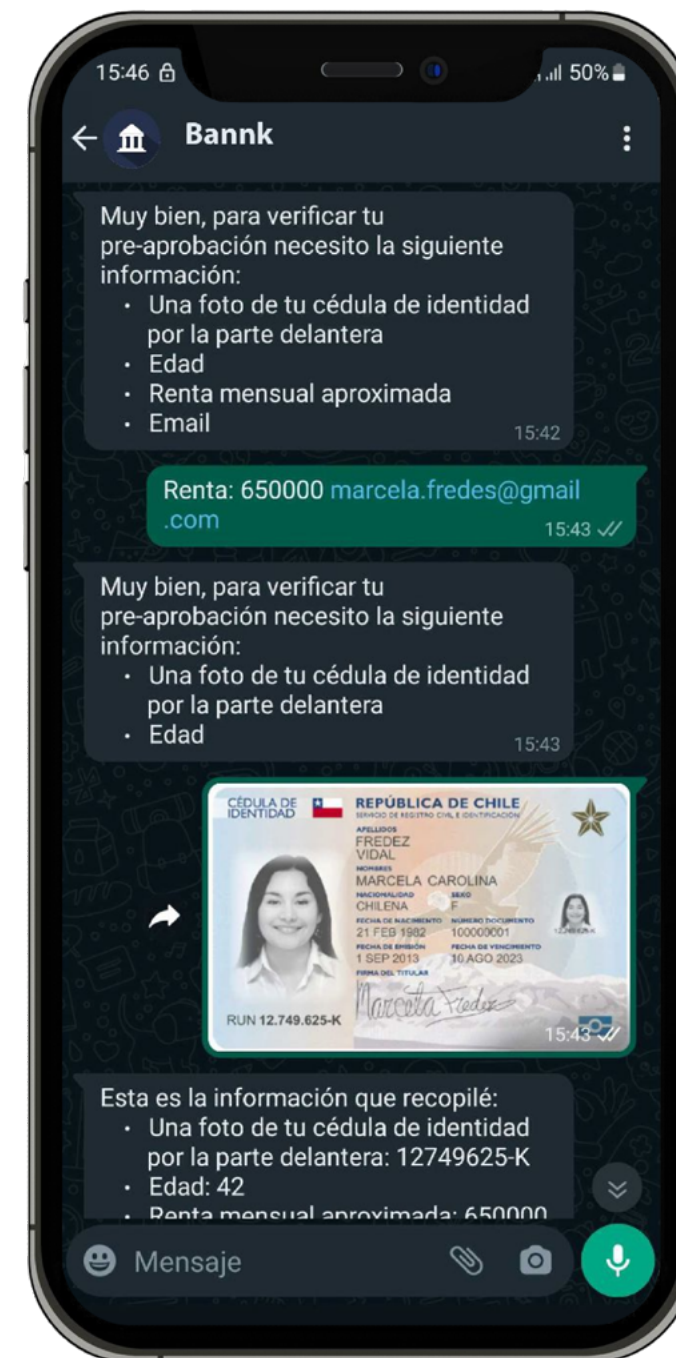 15:46
50%
Bannk
Muy bien, para verificar tu
pre-aprobación necesito la siguiente
información:
• Una foto de tu cédula de identidad
por la parte delantera
• Edad
• Renta mensual aproximada
• Email
15:42
Renta: 650000 marcela.fredes@gmail
.com
15:43
Muy bien, para verificar tu
pre-aprobación necesito la siguiente
información:
• Una foto de tu cédula de identidad
por la parte delantera
• Edad
15:43
CÉDULA DE
IDENTIDAD
REPÚBLICA DE CHILE
SERVICIO DE REGISTRO CIVIL E IDENTIFICACIÓN
APELLIDOS
FREDEZ
VIDAL
NOMBRES
MARCELA CAROLINA
NACIONALIDAD SEXO
CHILENA F
FECHA DE NACIMIENTO NÚMERO DOCUMENTO
21 FEB 1982 100000001
FECHA DE EMISIÓN FECHA DE VENCIMIENTO
1 SEP 2013 10 AGO 2023
FIRMA DEL TITULAR
Marcela Fredez
RUN 12.749.625-K
15:43
Esta es la información que recopilé:
• Una foto de tu cédula de identidad
por la parte delantera: 12749625-K
• Edad: 42
• Renta mensual aproximada: 650000
Mensaje